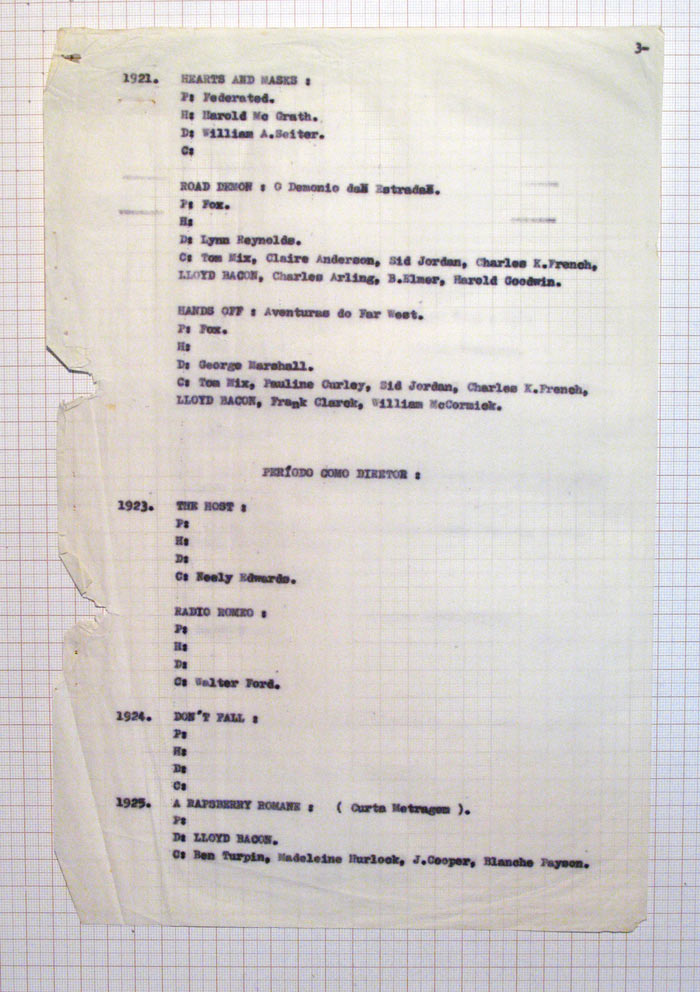 3-
1921. HEARTS AND MASKS :
P: Federated.
H: Harold Mc Grath.
D: William A.Seiter.
C:
ROAD DEMON : O Demonio da Estrada.
P: Fox.
H:
D: Lynn Reynolds.
C: Tom Mix, Claire Anderson, Sid Jordan, Charles K.French,
LLOYD BACON, Charles Arling, B.Elmer, Harold Goodwin.
HANDS OFF : Aventuras do Far West.
P: Fox.
H:
D: George Marshall.
C: Tom Mix, Pauline Curley, Sid Jordan, Charles K.French,
LLOYD BACON, Frank Clarck, William McCormick.
PERÍODO COMO DIRETOR :
1923. THE HOST :
P:
H:
D:
C: Neely Edwards.
RADIO ROMEO :
P:
H:
D:
C: Walter Ford.
1924. DON'T FALL :
P:
H:
D:
C:
1925. A RAPSBERRY ROMANE : ( Curta Metragem ).
P:
D: LLOYD BACON.
C: Ben Turpin, Madeleine Hurlock, J.Cooper, Blanche Payson.